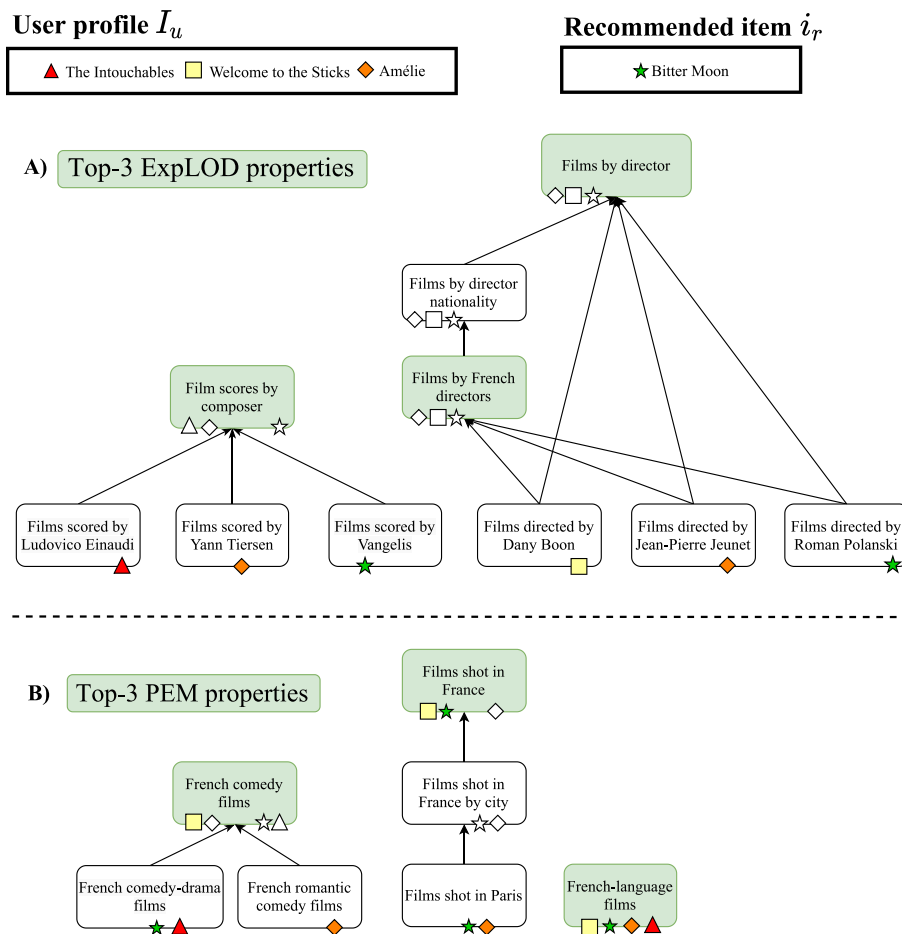 User profile I_u
Recommended item i_r
The Intouchables Welcome to the Sticks Amélie
Bitter Moon
A) Top-3 ExpLOD properties
Films by director
Films by director
nationality
Film scores by
composer
Films by French
directors
Films scored by
Ludovico Einaudi
Films scored by
Yann Tiersen
Films scored by
Vangelis
Films directed by
Dany Boon
Films directed by
Jean-Pierre Jeunet
Films directed by
Roman Polanski
B) Top-3 PEM properties
Films shot in
France
French comedy
films
Films shot in
France by city
French comedy-drama
films
French romantic
comedy films
Films shot in Paris
French-language
films